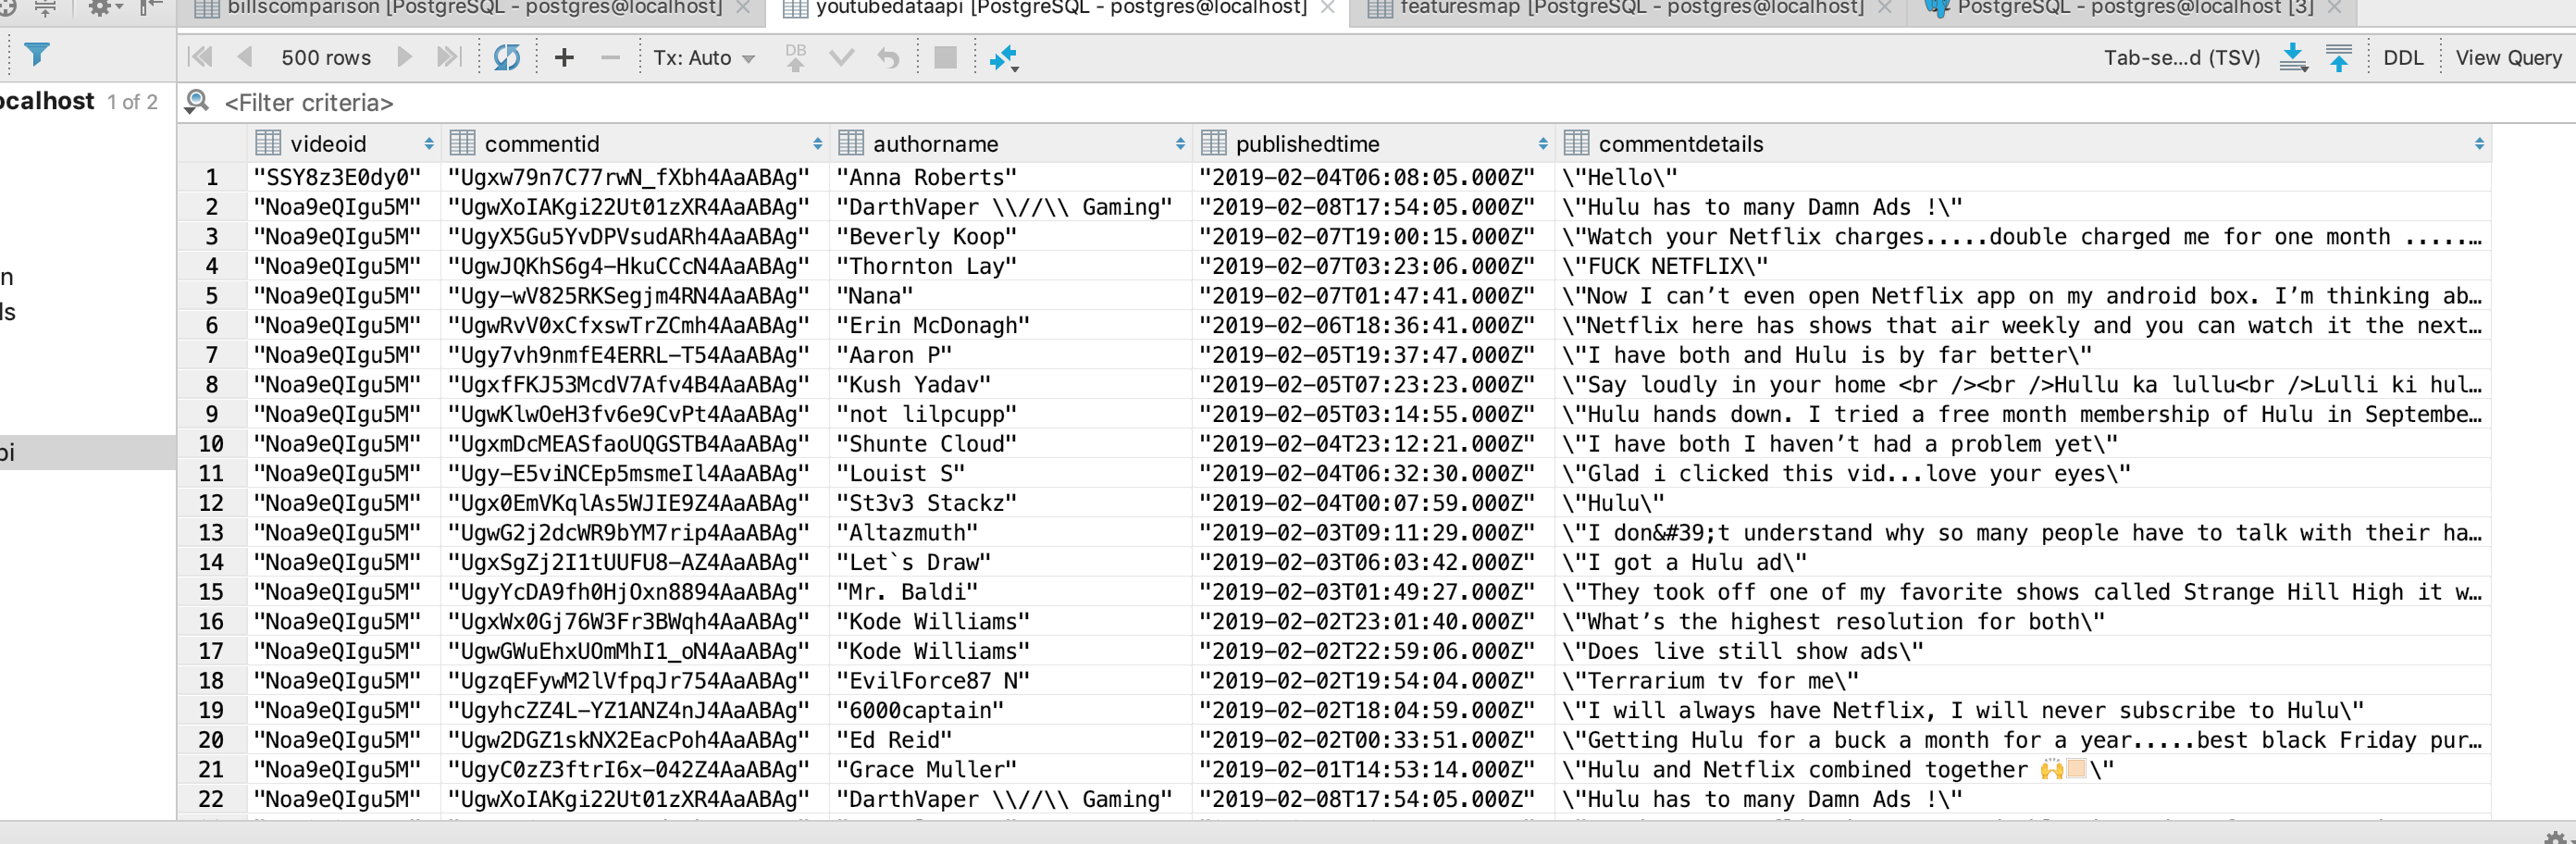 billscomparison [PostgreSQL - postgres@localhost] youtubedataapi [PostgreSQL - postgres@localhost] featuresmap [PostgreSQL - postgres@localhost] PostgreSQL - postgres@localhost [3]
500 rows Tx: Auto DB Tab-se...d (TSV) DDL View Query
ocalhost 1 of 2 <Filter criteria>
videoid commentid authorname publishedtime commentdetails
1 "SSY8z3E0dy0" "Ugxw79n7C77rwN_fXbh4AaABAg" "Anna Roberts" "2019-02-04T06:08:05.000Z" \"Hello\"
2 "Noa9eQIgu5M" "UgwXoIAKgi22Ut01zXR4AaABAg" "DarthVaper \\//\\ Gaming" "2019-02-08T17:54:05.000Z" \"Hulu has to many Damn Ads !\"
3 "Noa9eQIgu5M" "UgyX5Gu5YvDPVsudARh4AaABAg" "Beverly Koop" "2019-02-07T19:00:15.000Z" \"Watch your Netflix charges.....double charged me for one month .....…
n
4 "Noa9eQIgu5M" "UgwJQKhS6g4-HkuCCcN4AaABAg" "Thornton Lay" "2019-02-07T03:23:06.000Z" \"FUCK NETFLIX\"
5 "Noa9eQIgu5M" "Ugy-wV825RKSegjm4RN4AaABAg" "Nana" "2019-02-07T01:47:41.000Z" \"Now I can’t even open Netflix app on my android box. I’m thinking ab…
ls
6 "Noa9eQIgu5M" "UgwRvV0xCfxswTrZCmh4AaABAg" "Erin McDonagh" "2019-02-06T18:36:41.000Z" \"Netflix here has shows that air weekly and you can watch it the next…
7 "Noa9eQIgu5M" "Ugy7vh9nmfE4ERRL-T54AaABAg" "Aaron P" "2019-02-05T19:37:47.000Z" \"I have both and Hulu is by far better\"
8 "Noa9eQIgu5M" "UgxfFKJ53McdV7Afv4B4AaABAg" "Kush Yadav" "2019-02-05T07:23:23.000Z" \"Say loudly in your home <br /><br />Hullu ka lullu<br />Lulli ki hul…
9 "Noa9eQIgu5M" "UgwKlwOeH3fv6e9CvPt4AaABAg" "not lilpcupp" "2019-02-05T03:14:55.000Z" \"Hulu hands down. I tried a free month membership of Hulu in Septembe…
10 "Noa9eQIgu5M" "UgxmDcMEASfaoUQGSTB4AaABAg" "Shunte Cloud" "2019-02-04T23:12:21.000Z" \"I have both I haven’t had a problem yet\"
pi
11 "Noa9eQIgu5M" "Ugy-E5viNCEp5msmeIl4AaABAg" "Louist S" "2019-02-04T06:32:30.000Z" \"Glad i clicked this vid...love your eyes\"
12 "Noa9eQIgu5M" "Ugx0EmVKqlAs5WJIE9Z4AaABAg" "St3v3 Stackz" "2019-02-04T00:07:59.000Z" \"Hulu\"
13 "Noa9eQIgu5M" "UgwG2j2dcWR9bYM7rip4AaABAg" "Altazmuth" "2019-02-03T09:11:29.000Z" \"I don&#39;t understand why so many people have to talk with their ha…
14 "Noa9eQIgu5M" "UgxSgZj2I1tUUFU8-AZ4AaABAg" "Let`s Draw" "2019-02-03T06:03:42.000Z" \"I got a Hulu ad\"
15 "Noa9eQIgu5M" "UgyYcDA9fh0HjOxn8894AaABAg" "Mr. Baldi" "2019-02-03T01:49:27.000Z" \"They took off one of my favorite shows called Strange Hill High it w…
16 "Noa9eQIgu5M" "UgxWx0Gj76W3Fr3BWqh4AaABAg" "Kode Williams" "2019-02-02T23:01:40.000Z" \"What’s the highest resolution for both\"
17 "Noa9eQIgu5M" "UgwGWuEhxUOmMhI1_oN4AaABAg" "Kode Williams" "2019-02-02T22:59:06.000Z" \"Does live still show ads\"
18 "Noa9eQIgu5M" "UgzqEFywM2lVfpqJr754AaABAg" "EvilForce87 N" "2019-02-02T19:54:04.000Z" \"Terrarium tv for me\"
19 "Noa9eQIgu5M" "UgyhcZZ4L-YZ1ANZ4nJ4AaABAg" "6000captain" "2019-02-02T18:04:59.000Z" \"I will always have Netflix, I will never subscribe to Hulu\"
20 "Noa9eQIgu5M" "Ugw2DGZ1skNX2EacPoh4AaABAg" "Ed Reid" "2019-02-02T00:33:51.000Z" \"Getting Hulu for a buck a month for a year.....best black Friday pur…
21 "Noa9eQIgu5M" "UgyC0zZ3ftrI6x-042Z4AaABAg" "Grace Muller" "2019-02-01T14:53:14.000Z" \"Hulu and Netflix combined together 🙌🏻\"
22 "Noa9eQIgu5M" "UgwXoIAKgi22Ut01zXR4AaABAg" "DarthVaper \\//\\ Gaming" "2019-02-08T17:54:05.000Z" \"Hulu has to many Damn Ads !\"